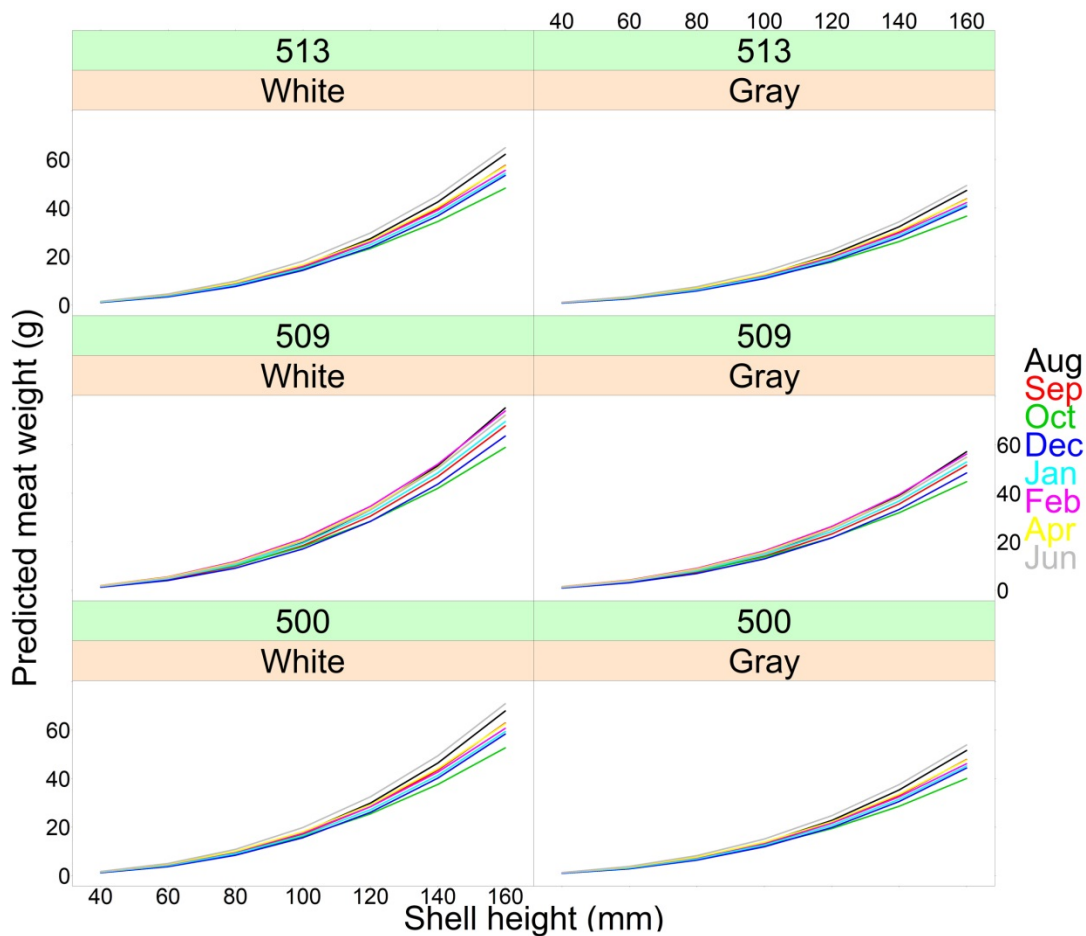 40 60 80 100 120 140 160
513 513
White Gray
60
40
20
0
Predicted meat weight (g)
509 509
White Gray
60
40
20
0
Aug
Sep
Oct
Dec
Jan
Feb
Apr
Jun
500 500
White Gray
60
40
20
0
40 60 80 100 120 140 160
Shell height (mm)